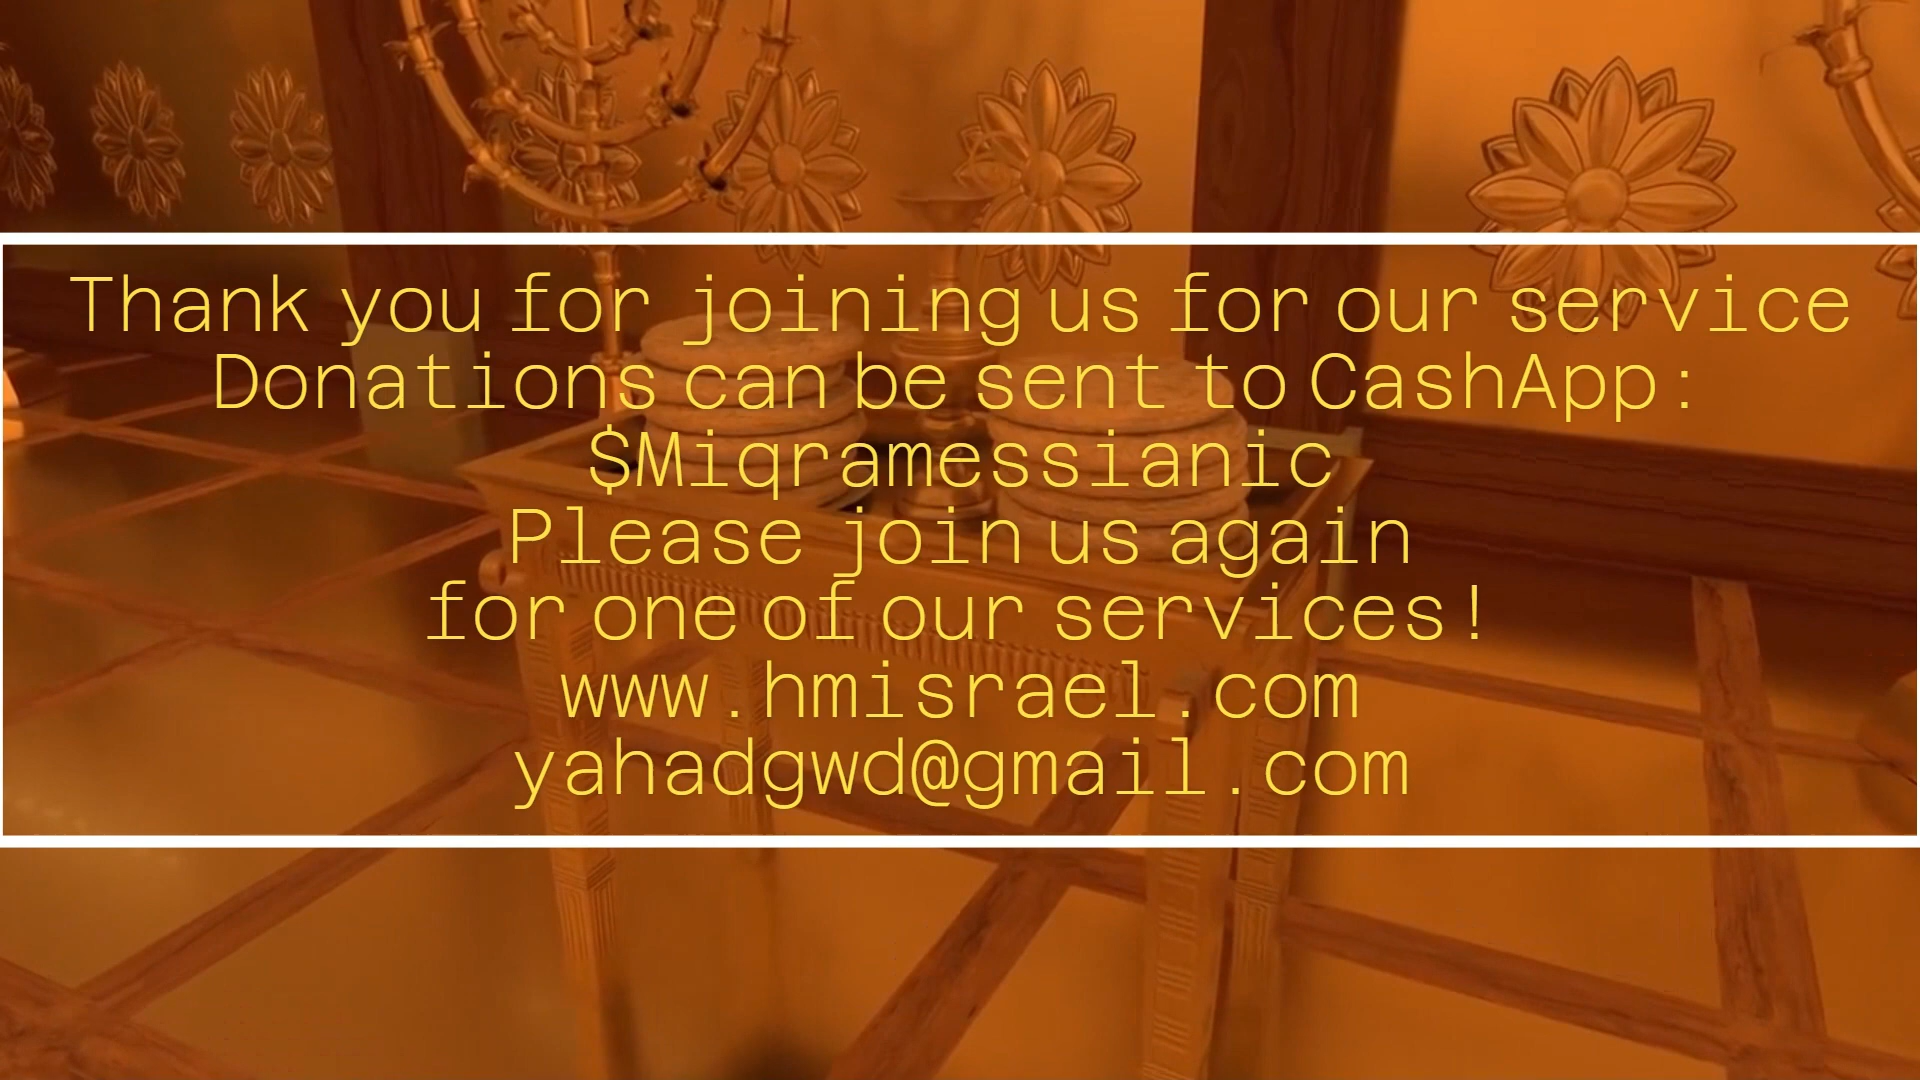 Thank you for joining us for our service
Donations can be sent to CashApp:
$Miqramessianic
Please join us again
for one of our services!
www.hmisrael.com
yahadgwd@gmail.com